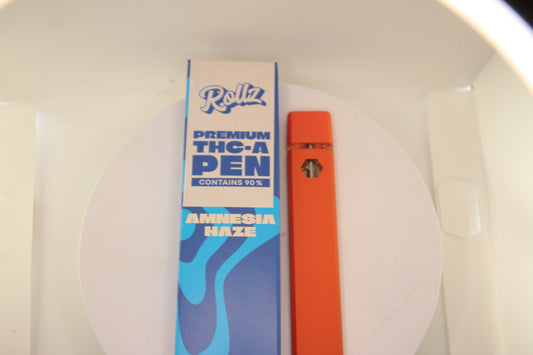 Rollz
PREMIUM
THC-A
PEN
CONTAINS 90%
AMNESIA
HAZE